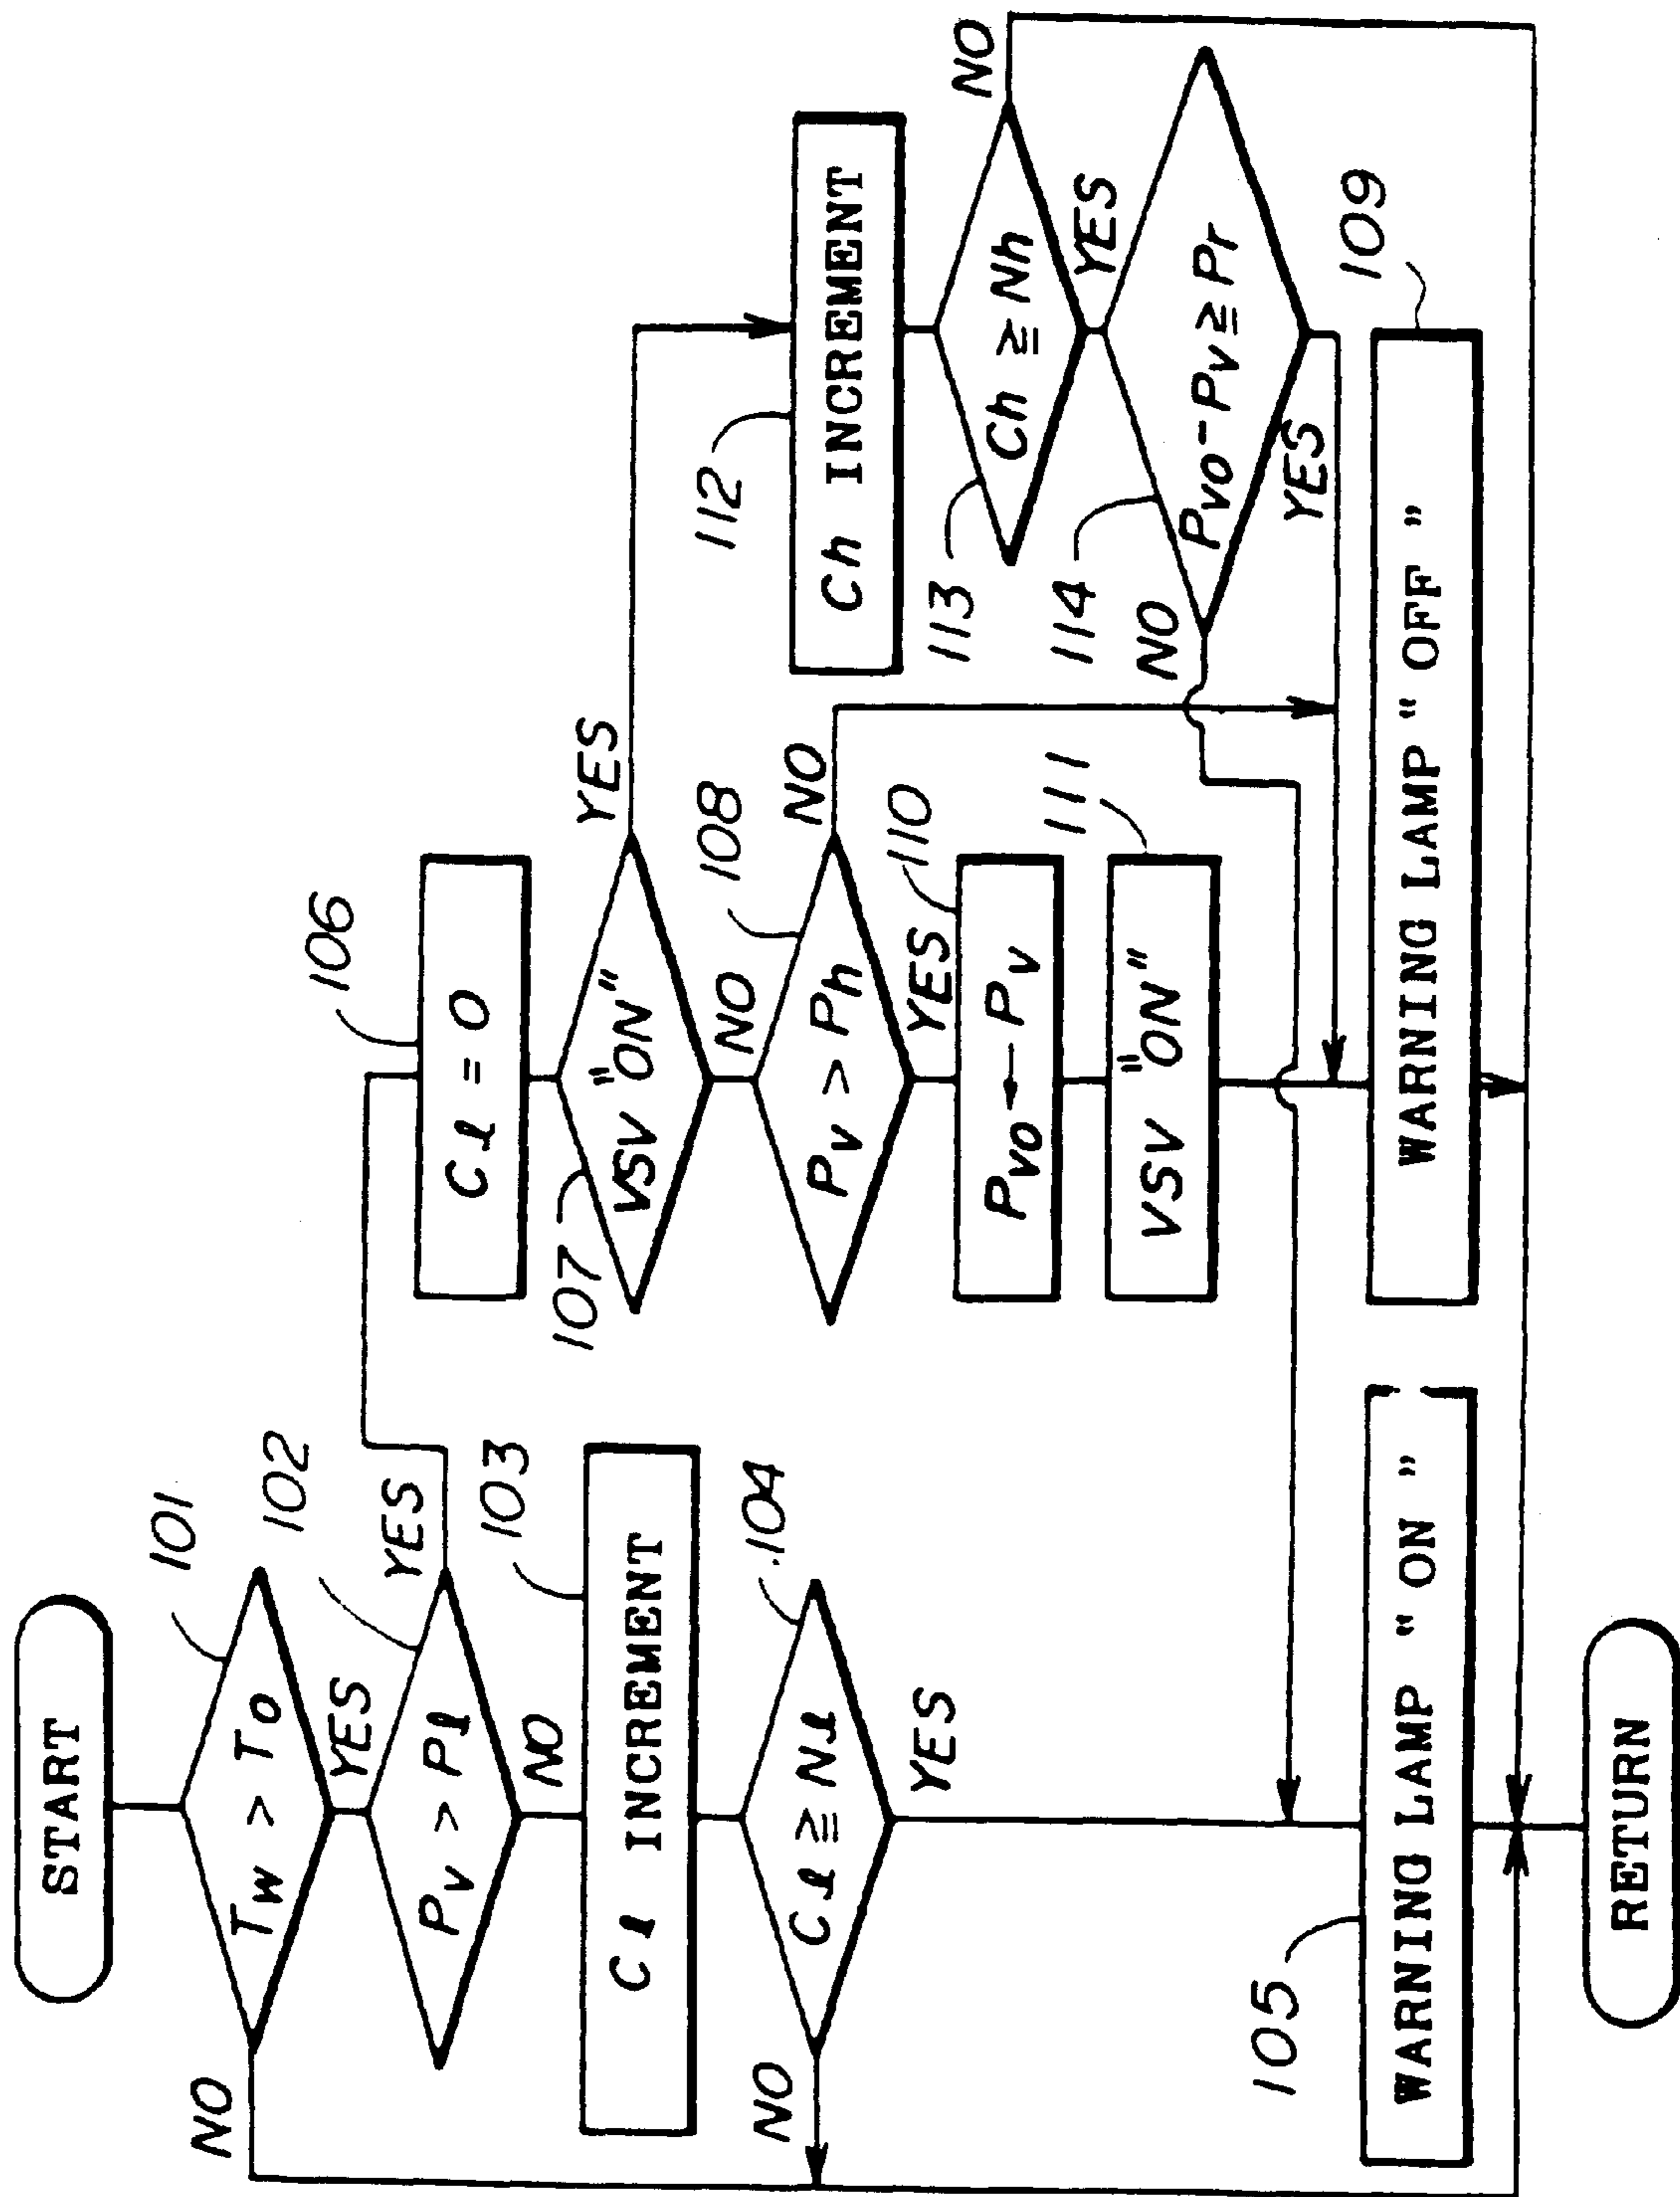 START
101
Tw > To
NO
YES
102
Pv > Pl
YES
NO
103
Cl INCREMENT
104
Cl ≧ Nl
NO
YES
105
WARNING LAMP "ON"
RETURN
106
Cl = 0
107
VSV "ON"
YES
NO
108
Pv > Ph
NO
YES
110
Pvo ← Pv
111
VSV "ON"
112
Ch INCREMENT
113
Ch ≧ Nh
NO
YES
114
Pvo-Pv ≧ Pr
NO
YES
109
WARNING LAMP "OFF"